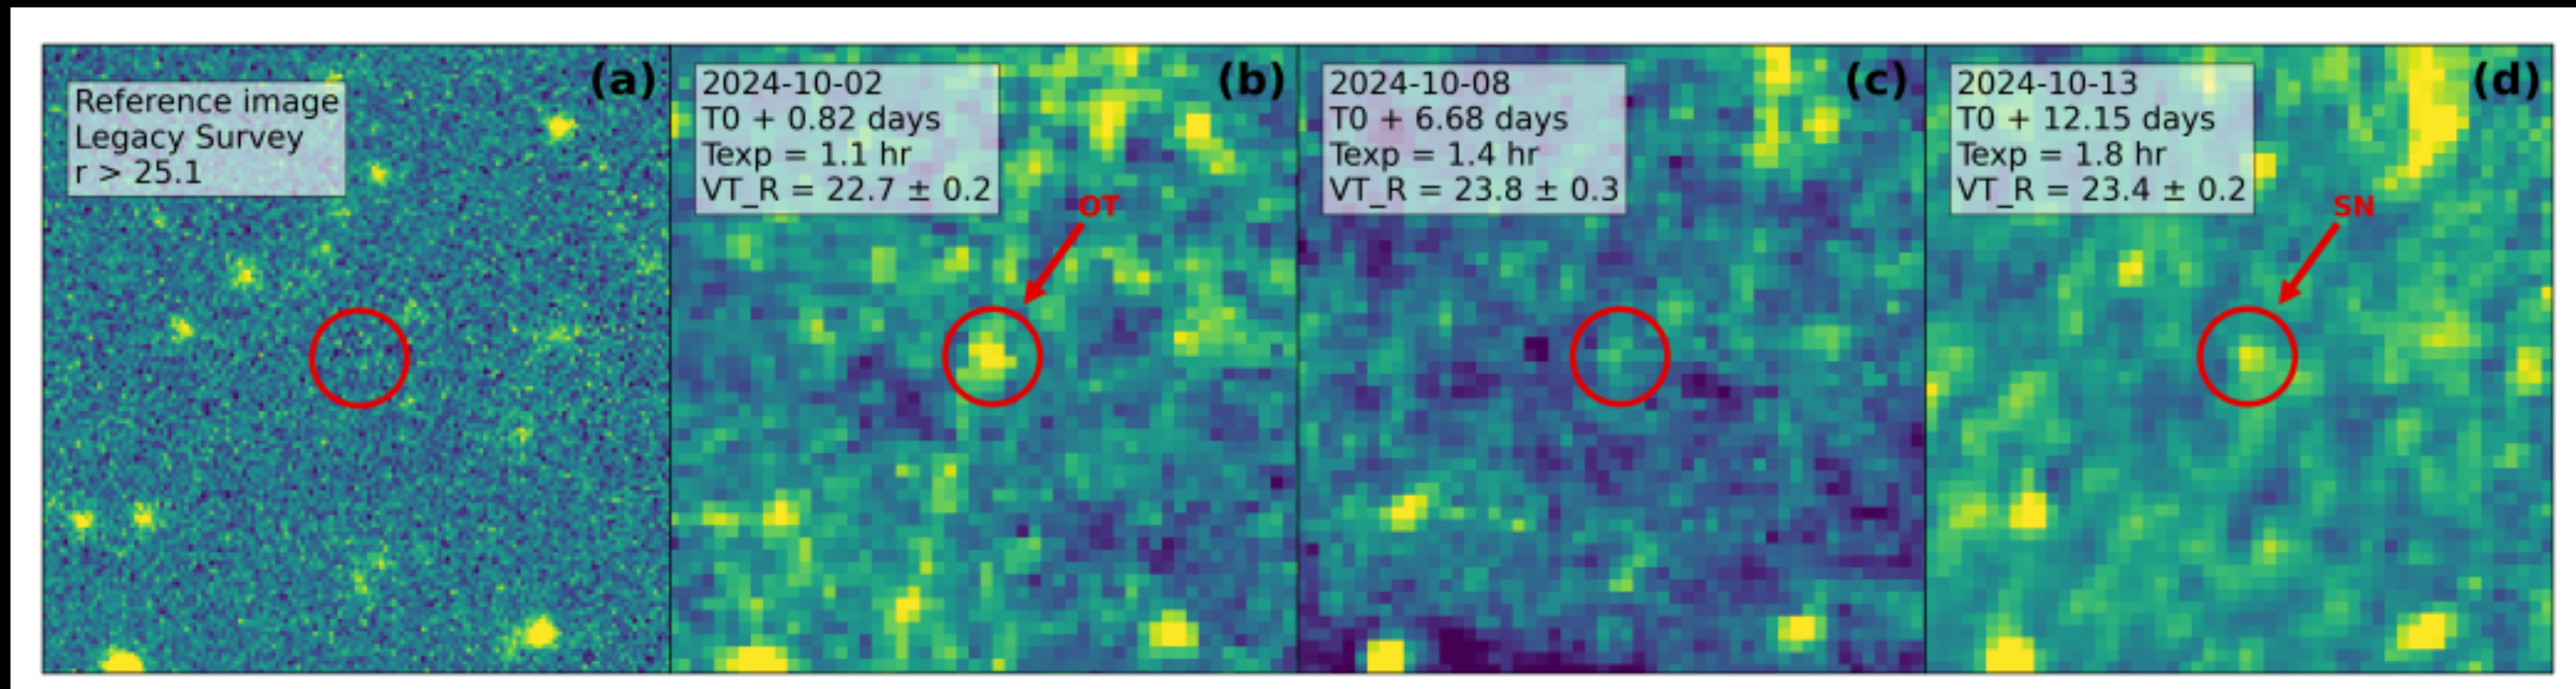 (a)
Reference image
Legacy Survey
r > 25.1
(b)
2024-10-02
T0 + 0.82 days
Texp = 1.1 hr
VT_R = 22.7 ± 0.2
OT
(c)
2024-10-08
T0 + 6.68 days
Texp = 1.4 hr
VT_R = 23.8 ± 0.3
(d)
2024-10-13
T0 + 12.15 days
Texp = 1.8 hr
VT_R = 23.4 ± 0.2
SN